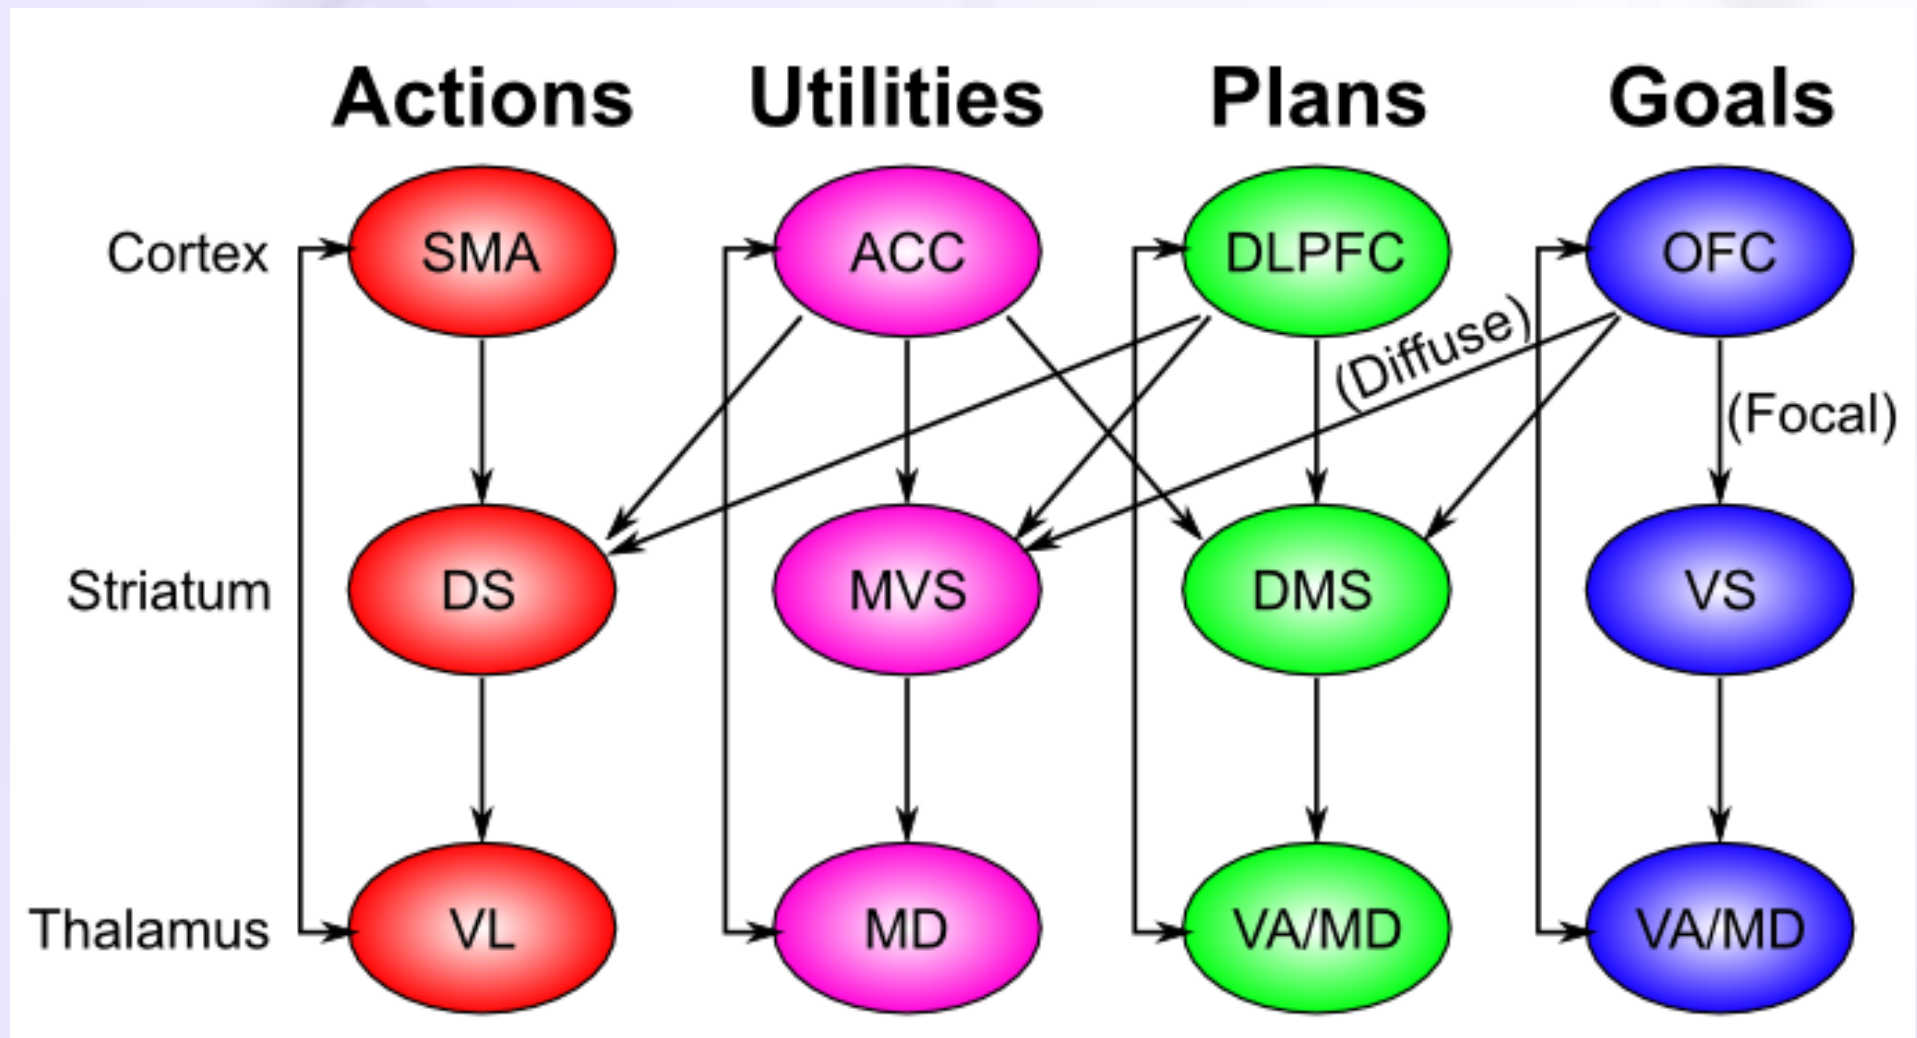 Actions Utilities Plans Goals
Cortex SMA ACC DLPFC OFC
(Diffuse)
(Focal)
Striatum DS MVS DMS VS
Thalamus VL MD VA/MD VA/MD